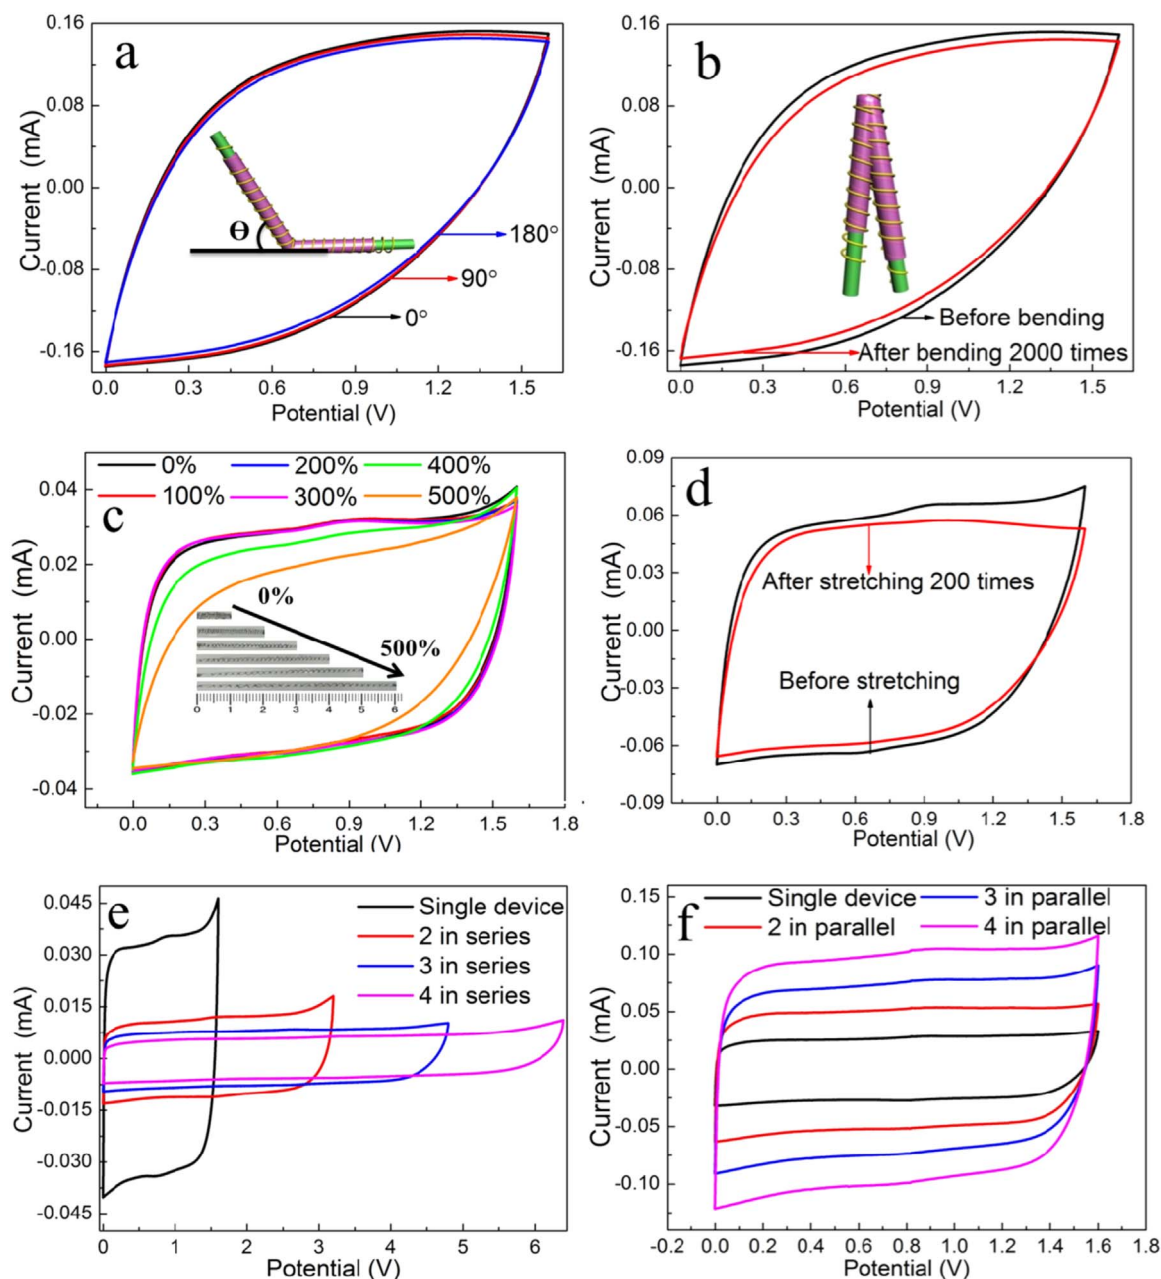 a
Current (mA)
0.16
0.08
0.00
-0.08
-0.16
ɵ
180°
90°
0°
0.0 0.3 0.6 0.9 1.2 1.5
Potential (V)
b
Current (mA)
0.16
0.08
0.00
-0.08
-0.16
Before bending
After bending 2000 times
0.0 0.3 0.6 0.9 1.2 1.5
Potential (V)
c
Current (mA)
0% 200% 400%
100% 300% 500%
0.04
0.02
0.00
-0.02
-0.04
0%
500%
0 1 2 3 4 5 6
0.0 0.3 0.6 0.9 1.2 1.5 1.8
Potential (V)
d
Current (mA)
0.09
0.06
0.03
0.00
-0.03
-0.06
-0.09
After stretching 200 times
Before stretching
0.0 0.3 0.6 0.9 1.2 1.5 1.8
Potential (V)
e
Current (mA)
0.045
0.030
0.015
0.000
-0.015
-0.030
-0.045
Single device
2 in series
3 in series
4 in series
0 1 2 3 4 5 6
Potential (V)
f
Current (mA)
Single device 3 in parallel
2 in parallel 4 in parallel
0.15
0.10
0.05
0.00
-0.05
-0.10
-0.2 0.0 0.2 0.4 0.6 0.8 1.0 1.2 1.4 1.6 1.8
Potential (V)